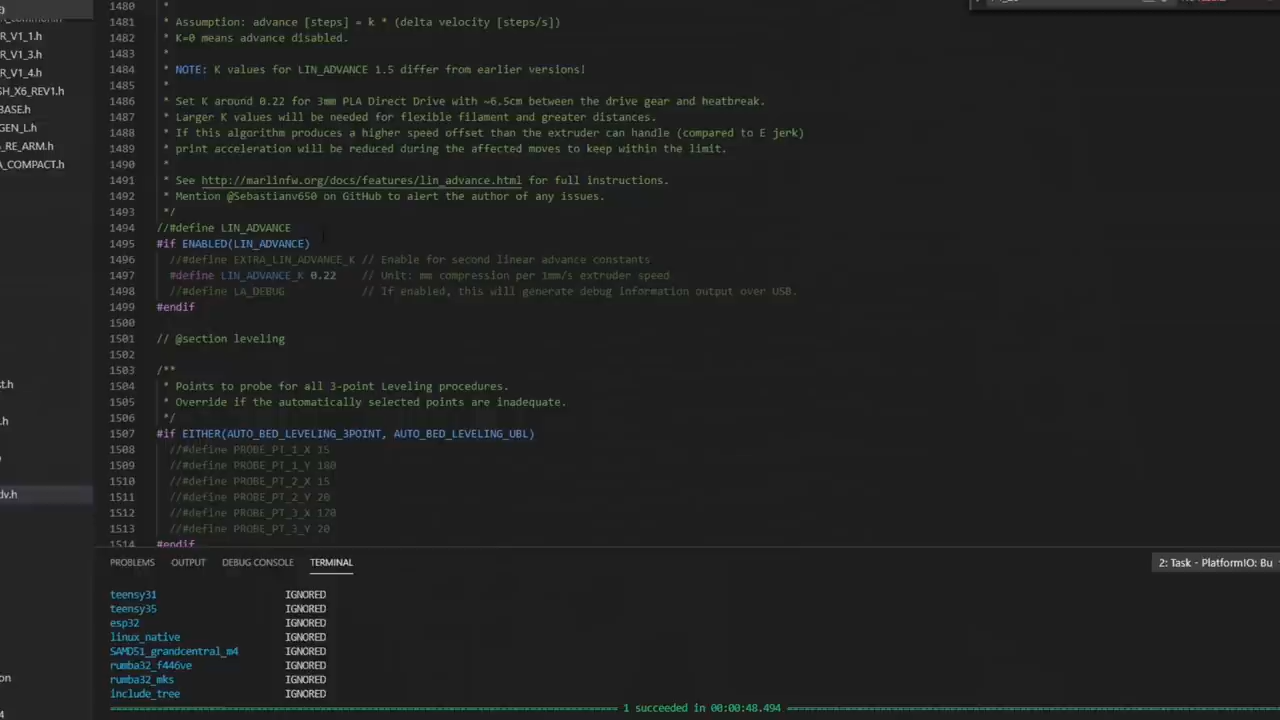 R_V1_1.h
R_V1_3.h
R_V1_4.h
SH_X6_REV1.h
BASE.h
GEN_L.h
_RE_ARM.h
A_COMPACT.h
st.h
.h
dv.h
on
1480 *
1481 * Assumption: advance [steps] = k * (delta velocity [steps/s])
1482 * K=0 means advance disabled.
1483 *
1484 * NOTE: K values for LIN_ADVANCE 1.5 differ from earlier versions!
1485 *
1486 * Set K around 0.22 for 3mm PLA Direct Drive with ~6.5cm between the drive gear and heatbreak.
1487 * Larger K values will be needed for flexible filament and greater distances.
1488 * If this algorithm produces a higher speed offset than the extruder can handle (compared to E jerk)
1489 * print acceleration will be reduced during the affected moves to keep within the limit.
1490 *
1491 * See http://marlinfw.org/docs/features/lin_advance.html for full instructions.
1492 * Mention @Sebastianv650 on GitHub to alert the author of any issues.
1493 */
1494 //#define LIN_ADVANCE
1495 #if ENABLED(LIN_ADVANCE)
1496 //#define EXTRA_LIN_ADVANCE_K // Enable for second linear advance constants
1497 #define LIN_ADVANCE_K 0.22 // Unit: mm compression per 1mm/s extruder speed
1498 //#define LA_DEBUG // If enabled, this will generate debug information output over USB.
1499 #endif
1500
1501 // @section leveling
1502
1503 /**
1504 * Points to probe for all 3-point Leveling procedures.
1505 * Override if the automatically selected points are inadequate.
1506 */
1507 #if EITHER(AUTO_BED_LEVELING_3POINT, AUTO_BED_LEVELING_UBL)
1508 //#define PROBE_PT_1_X 15
1509 //#define PROBE_PT_1_Y 180
1510 //#define PROBE_PT_2_X 15
1511 //#define PROBE_PT_2_Y 20
1512 //#define PROBE_PT_3_X 170
1513 //#define PROBE_PT_3_Y 20
1514 #endif
PROBLEMS OUTPUT DEBUG CONSOLE TERMINAL 2: Task - PlatformIO: Bu
teensy31 IGNORED
teensy35 IGNORED
esp32 IGNORED
linux_native IGNORED
SAMD51_grandcentral_m4 IGNORED
rumba32_f446ve IGNORED
rumba32_mks IGNORED
include_tree IGNORED
1 succeeded in 00:00:48.494